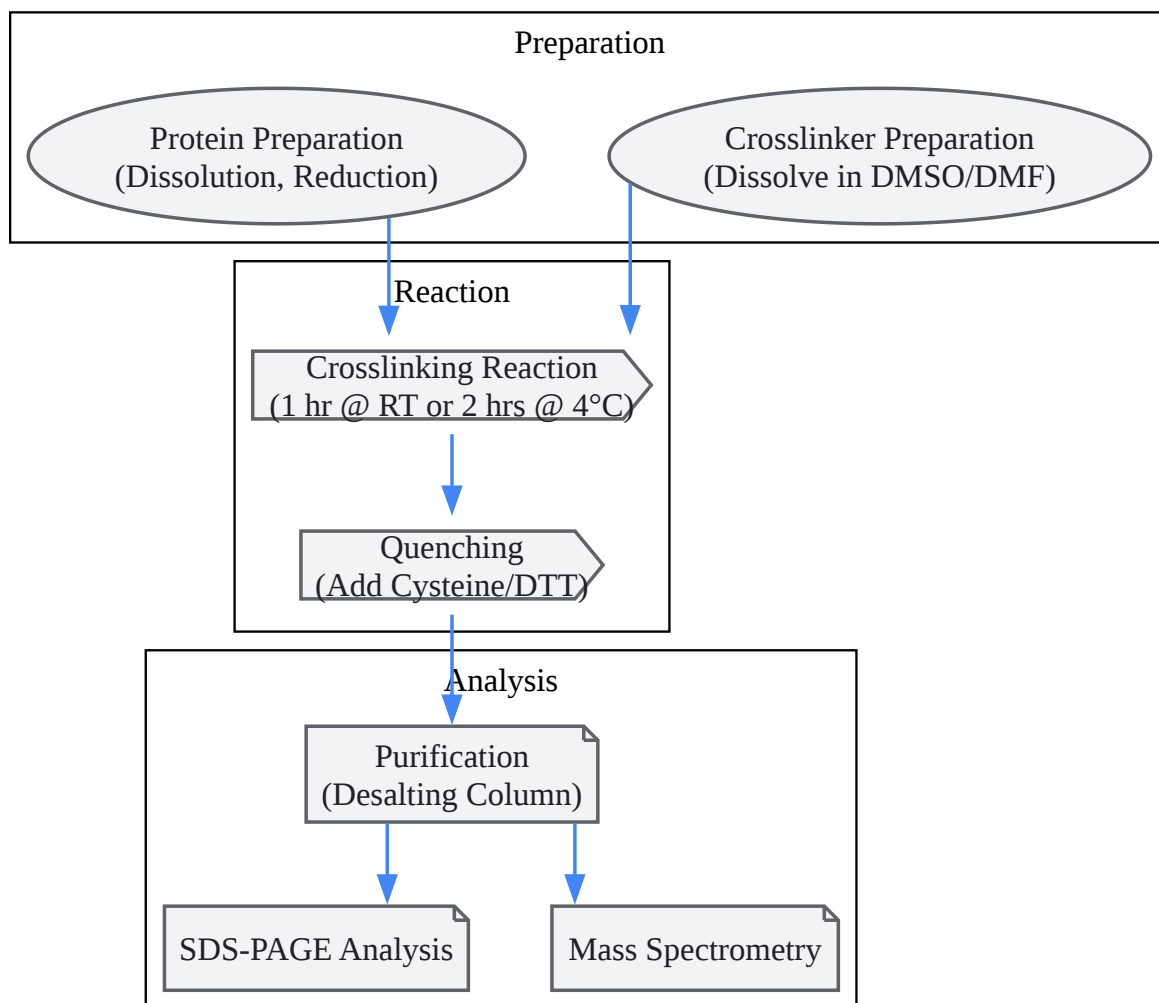 Preparation
Protein Preparation
(Dissolution, Reduction)
Crosslinker Preparation
(Dissolve in DMSO/DMF)
Reaction
Crosslinking Reaction
(1 hr @ RT or 2 hrs @ 4°C)
Quenching
(Add Cysteine/DTT)
Analysis
Purification
(Desalting Column)
SDS-PAGE Analysis
Mass Spectrometry